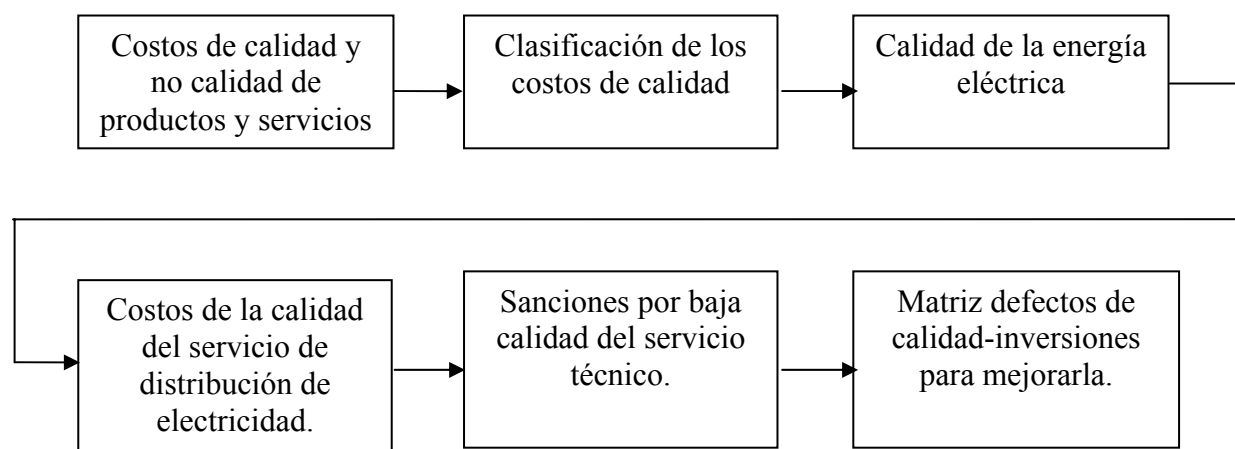 Costos de calidad y
no calidad de
productos y servicios
Clasificación de los
costos de calidad
Calidad de la energía
eléctrica
Costos de la calidad
del servicio de
distribución de
electricidad.
Sanciones por baja
calidad del servicio
técnico.
Matriz defectos de
calidad-inversiones
para mejorarla.